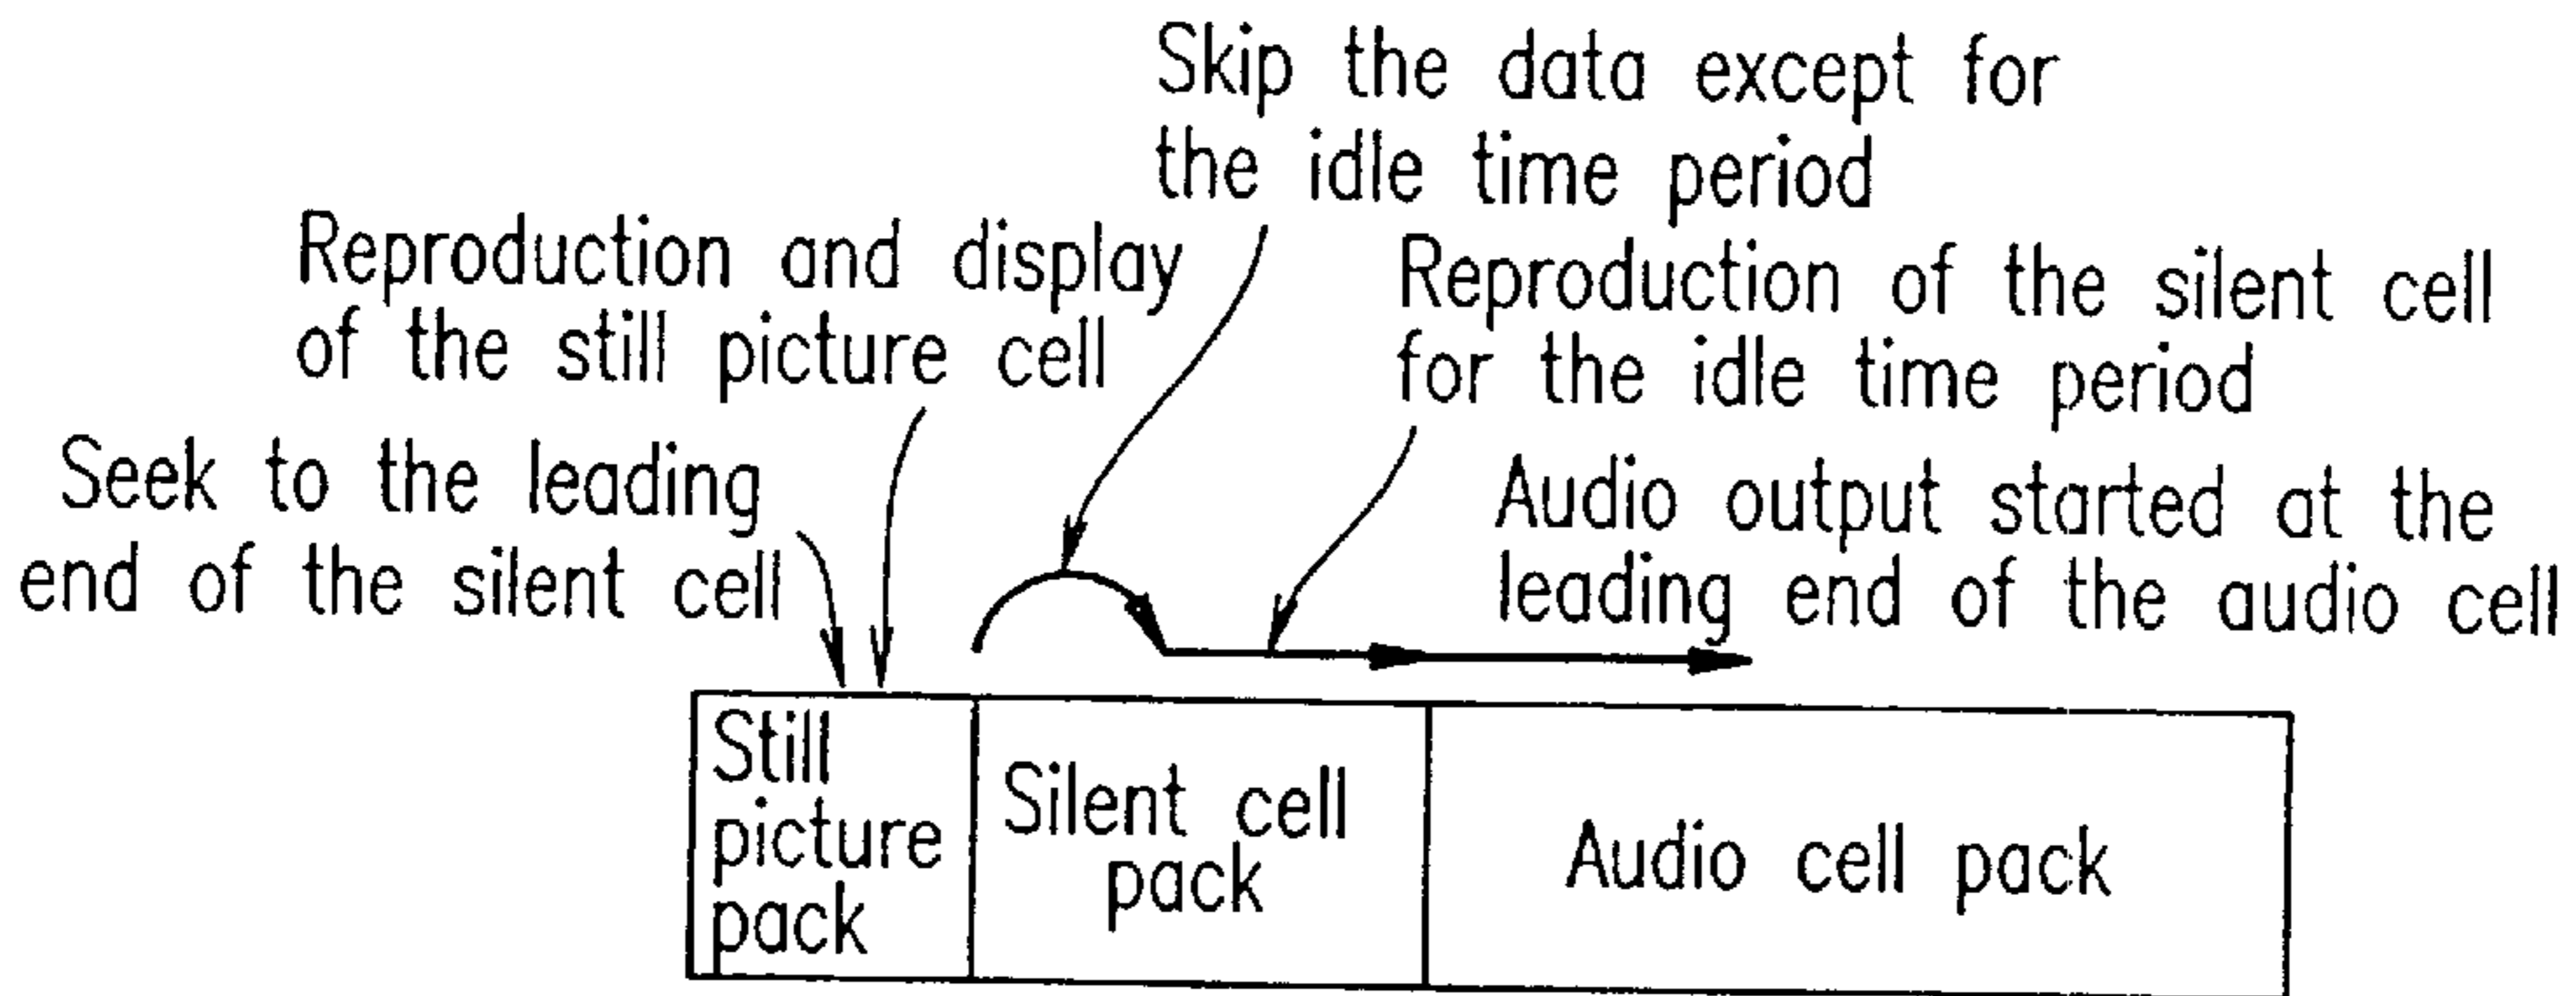 Skip the data except for
the idle time period
Reproduction and display
of the still picture cell
Reproduction of the silent cell
for the idle time period
Seek to the leading
end of the silent cell
Audio output started at the
leading end of the audio cell
Still
picture
pack
Silent cell
pack
Audio cell pack